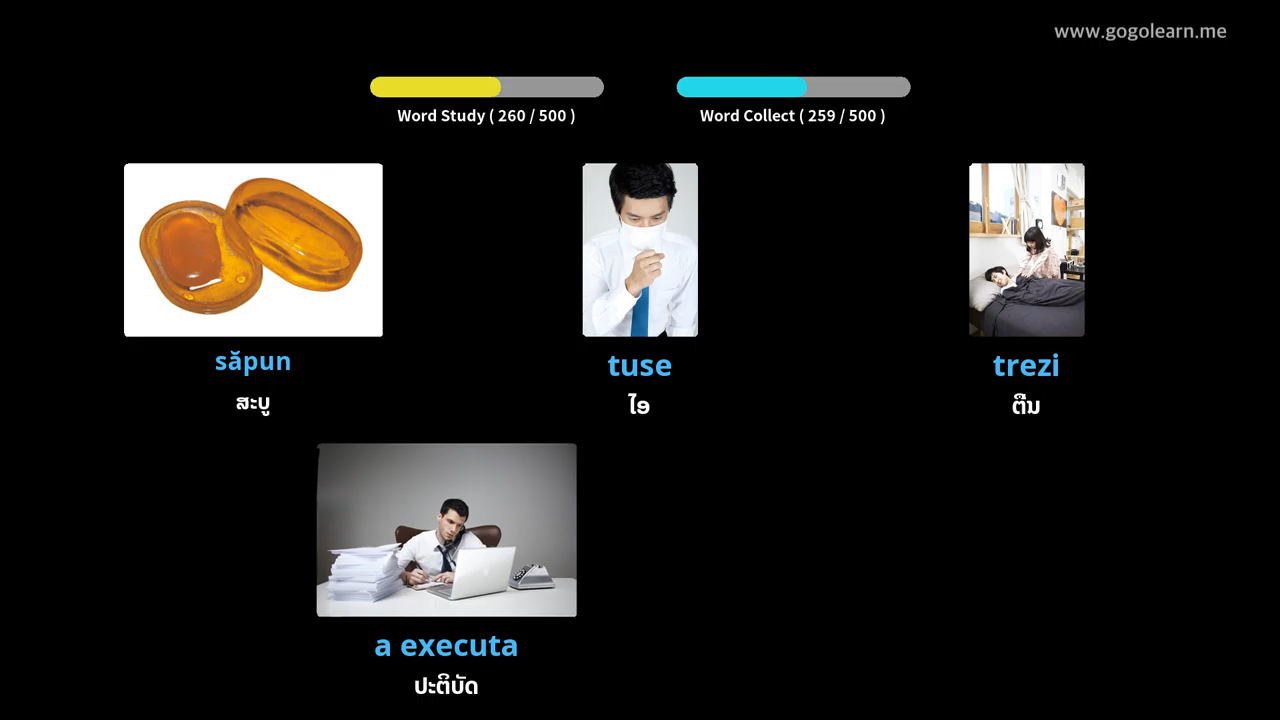 www.gogolearn.me
Word Study ( 260 / 500 )
Word Collect ( 259 / 500 )
săpun
ສະບູ
tuse
ໄອ
trezi
ຕື່ນ
a executa
ປະຕິບັດ